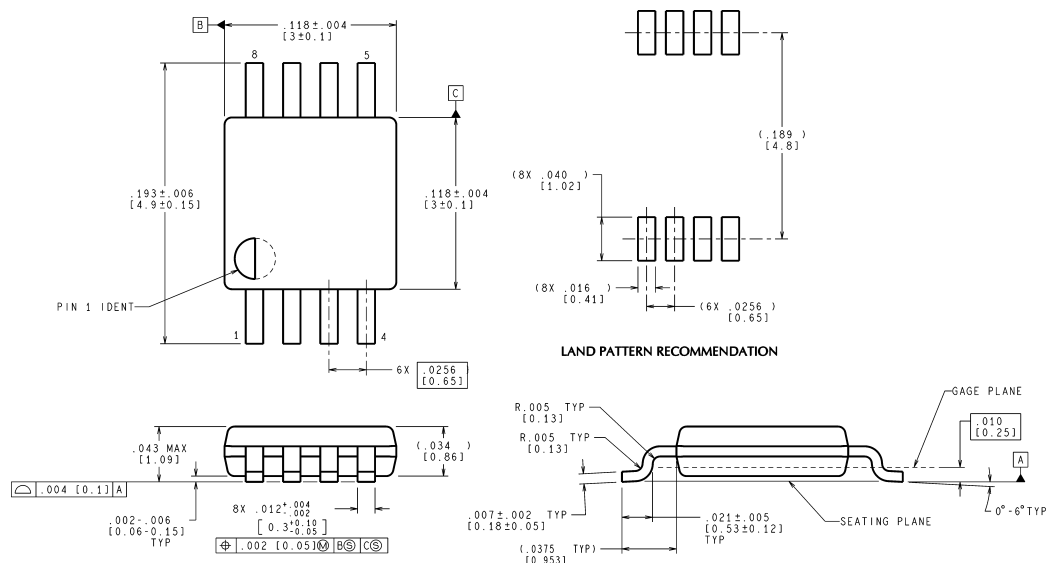 B
.118±.004
[3±0.1]
8
5
C
.193±.006
[4.9±0.15]
.118±.004
[3±0.1]
PIN 1 IDENT
1
4
6X .0256
[0.65]
(.189 )
[4.8]
(8X .040 )
[1.02]
(8X .016 )
[0.41]
(6X .0256 )
[0.65]
LAND PATTERN RECOMMENDATION
.043 MAX
[1.09]
(.034 )
[0.86]
⌓ .004 [0.1] A
.002-.006
[0.06-0.15]
TYP
8X .012+.004
-.002
[0.3+0.10
-0.05]
⌖ .002 [0.05]Ⓜ BⓈ CⓈ
GAGE PLANE
R.005 TYP
[0.13]
R.005 TYP
[0.13]
.010
[0.25]
A
0°-6°TYP
SEATING PLANE
.007±.002 TYP
[0.18±0.05]
.021±.005
[0.53±0.12]
TYP
(.0375 TYP)
[0.953]